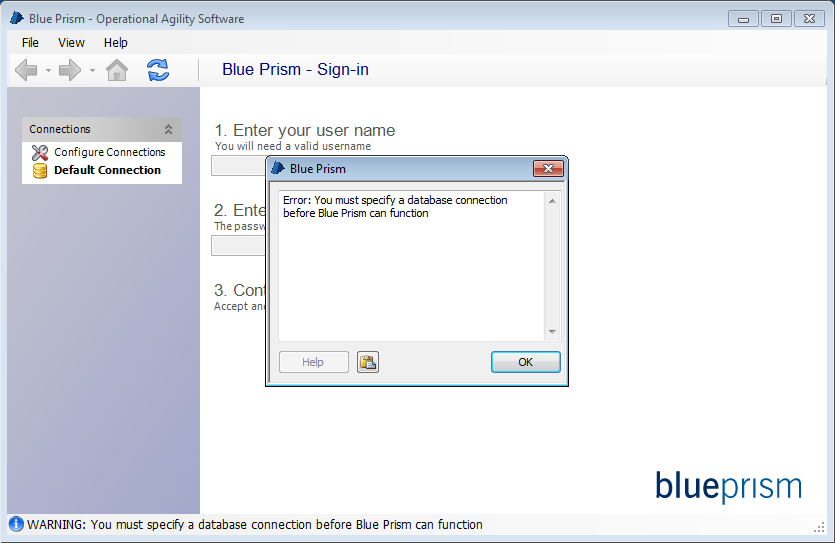 Blue Prism - Operational Agility Software
File View Help
Blue Prism - Sign-in
Connections
Configure Connections
Default Connection
1. Enter your user name
You will need a valid username
2. Ente
The passw
3. Cont
Accept and
Blue Prism
Error: You must specify a database connection
before Blue Prism can function
Help
OK
blueprism
WARNING: You must specify a database connection before Blue Prism can function